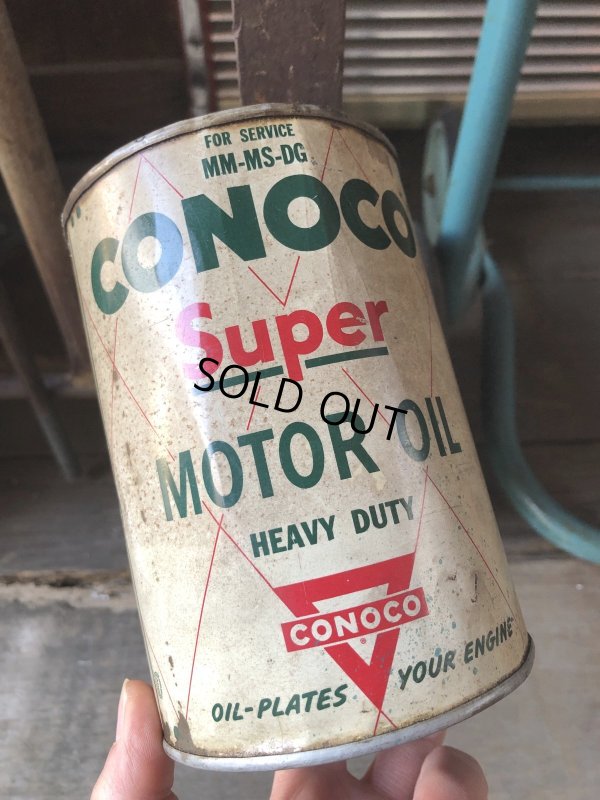 FOR SERVICE
MM-MS-DG
CONOCO
Super
SOLD OUT
MOTOR OIL
HEAVY DUTY
CONOCO
OIL-PLATES YOUR ENGINE